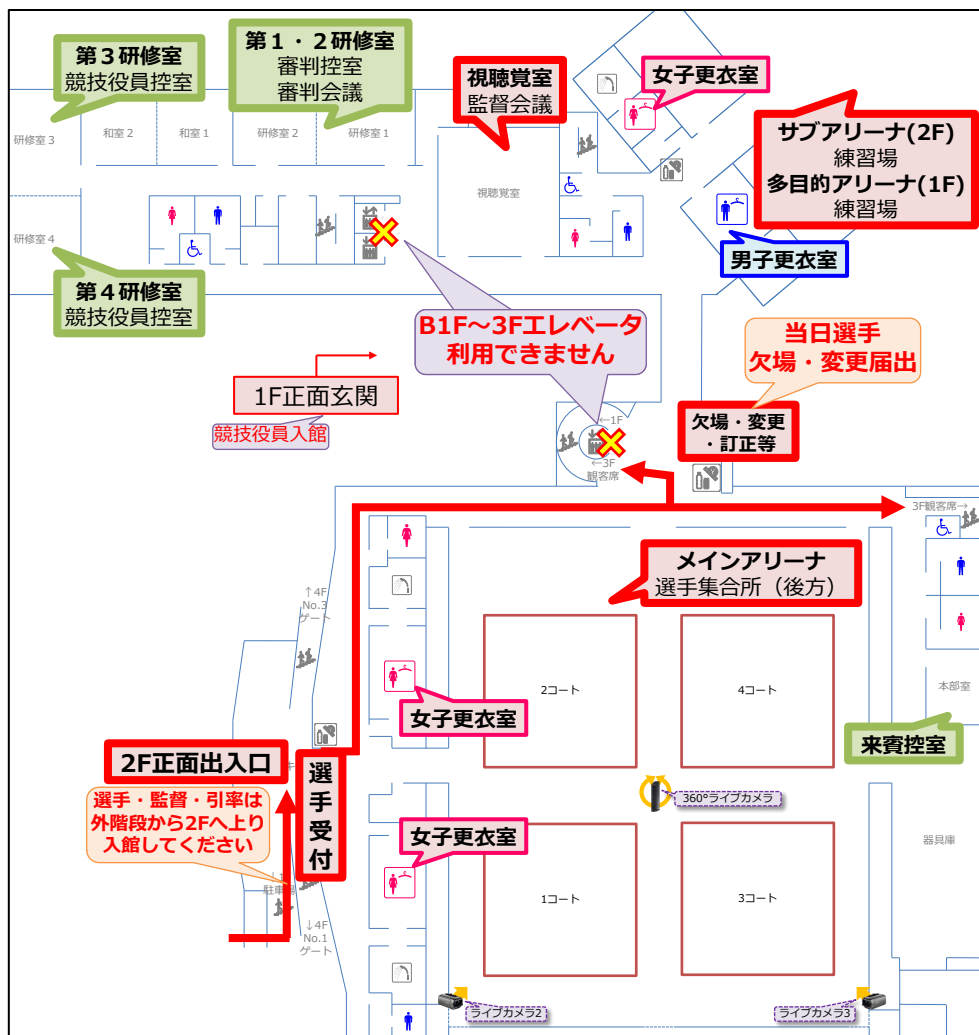 第３研修室
競技役員控室
第１・２研修室
審判控室
審判会議
視聴覚室
監督会議
女子更衣室
サブアリーナ(2F)
練習場
多目的アリーナ(1F)
練習場
研修室３
和室２
和室１
研修室２
研修室１
視聴覚室
研修室４
男子更衣室
第４研修室
競技役員控室
B1F～3Fエレベータ
利用できません
当日選手
欠場・変更届出
1F正面玄関
競技役員入館
欠場・変更
・訂正等
←1F
←3F
観客席
3F観客席→
メインアリーナ
選手集合所（後方）
↑4F
No.3
ゲート
2コート
4コート
本部室
女子更衣室
来賓控室
2F正面出入口
選手受付
選手・監督・引率は
外階段から2Fへ上り
入館してください
360°ライブカメラ
女子更衣室
器具庫
1コート
3コート
駐車場
↓4F
No.1
ゲート
ライブカメラ2
ライブカメラ3